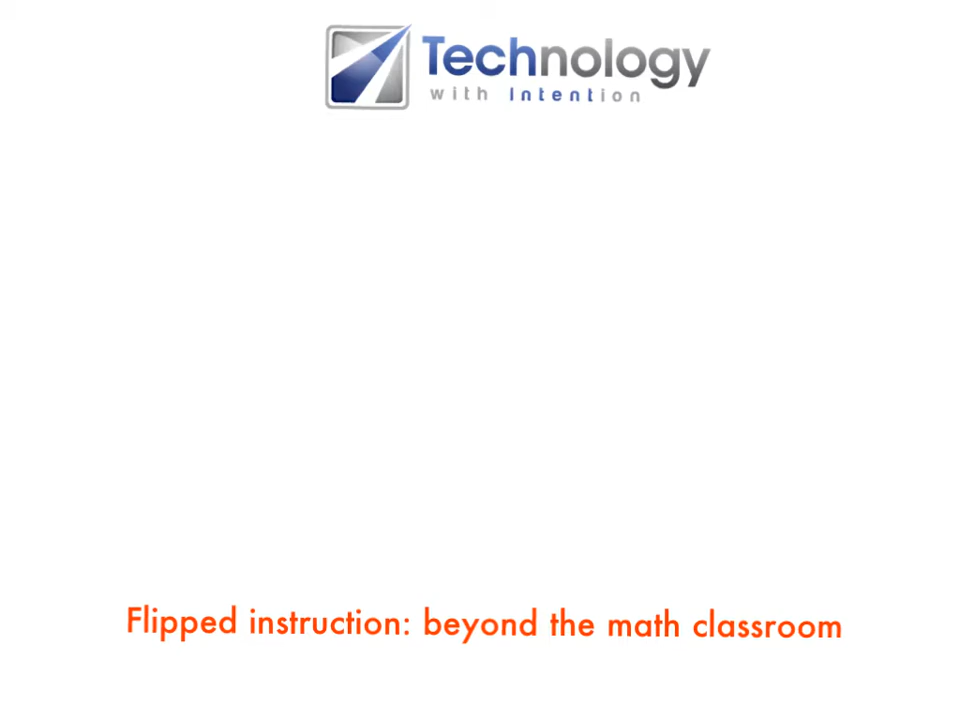 Technology
with Intention
Flipped instruction: beyond the math classroom